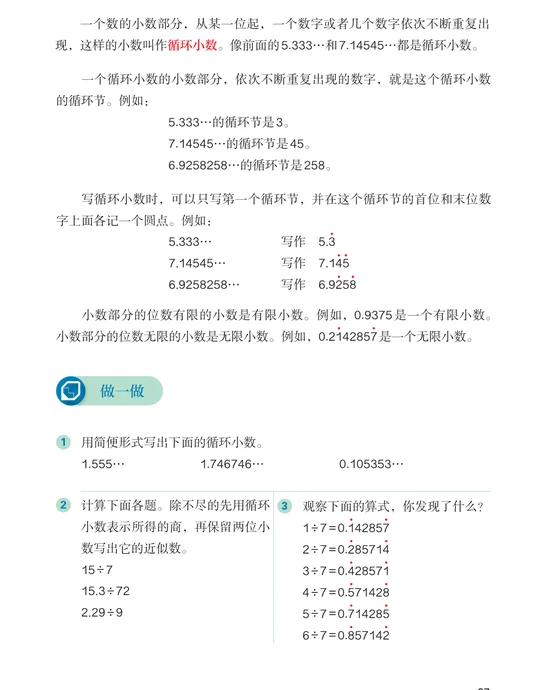 一个数的小数部分，从某一位起，一个数字或者几个数字依次不断重复出
现，这样的小数叫作循环小数。像前面的5.333…和7.14545…都是循环小数。
一个循环小数的小数部分，依次不断重复出现的数字，就是这个循环小数
的循环节。例如：
5.333…的循环节是3。
7.14545…的循环节是45。
6.9258258…的循环节是258。
写循环小数时，可以只写第一个循环节，并在这个循环节的首位和末位数
字上面各记一个圆点。例如：
5.333… 写作 5.3̇
7.14545… 写作 7.14̇5̇
6.9258258… 写作 6.92̇58̇
小数部分的位数有限的小数是有限小数。例如，0.9375是一个有限小数。
小数部分的位数无限的小数是无限小数。例如，0.21̇42857̇是一个无限小数。
做一做
1 用简便形式写出下面的循环小数。
1.555… 1.746746… 0.105353…
2 计算下面各题。除不尽的先用循环
小数表示所得的商，再保留两位小
数写出它的近似数。
15÷7
15.3÷72
2.29÷9
3 观察下面的算式，你发现了什么？
1÷7=0.1̇42857̇
2÷7=0.2̇85714̇
3÷7=0.4̇28571̇
4÷7=0.5̇71428̇
5÷7=0.7̇14285̇
6÷7=0.8̇57142̇